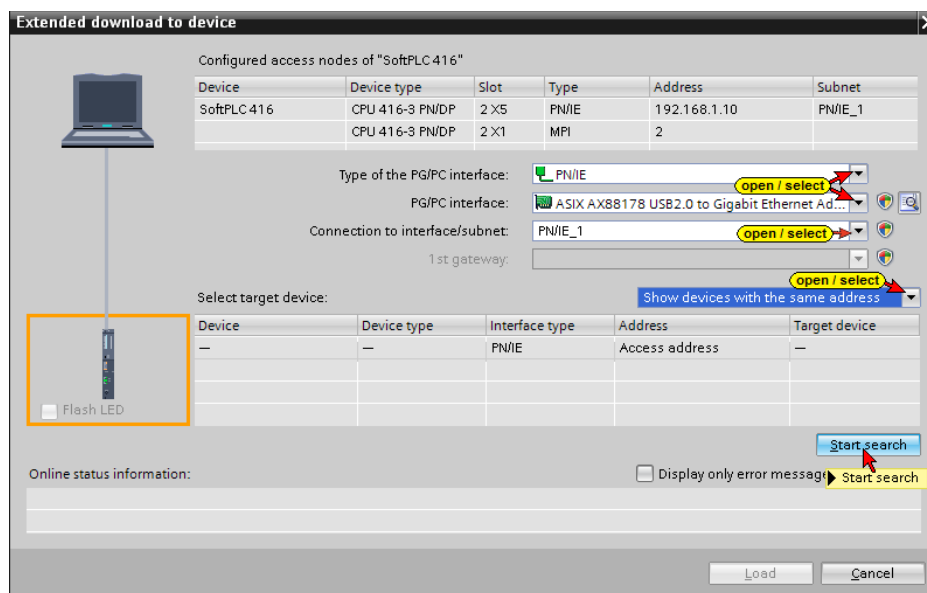 Extended download to device
Configured access nodes of "SoftPLC 416"
Device Device type Slot Type Address Subnet
SoftPLC 416 CPU 416-3 PN/DP 2 X5 PN/IE 192.168.1.10 PN/IE_1
CPU 416-3 PN/DP 2 X1 MPI 2
Type of the PG/PC interface: PN/IE
open / select
PG/PC interface: ASIX AX88178 USB2.0 to Gigabit Ethernet Ad...
Connection to interface/subnet: PN/IE_1 open / select
1st gateway:
open / select
Select target device: Show devices with the same address
Device Device type Interface type Address Target device
— — PN/IE Access address —
Flash LED
Start search
Online status information: Display only error message
Start search
Load Cancel